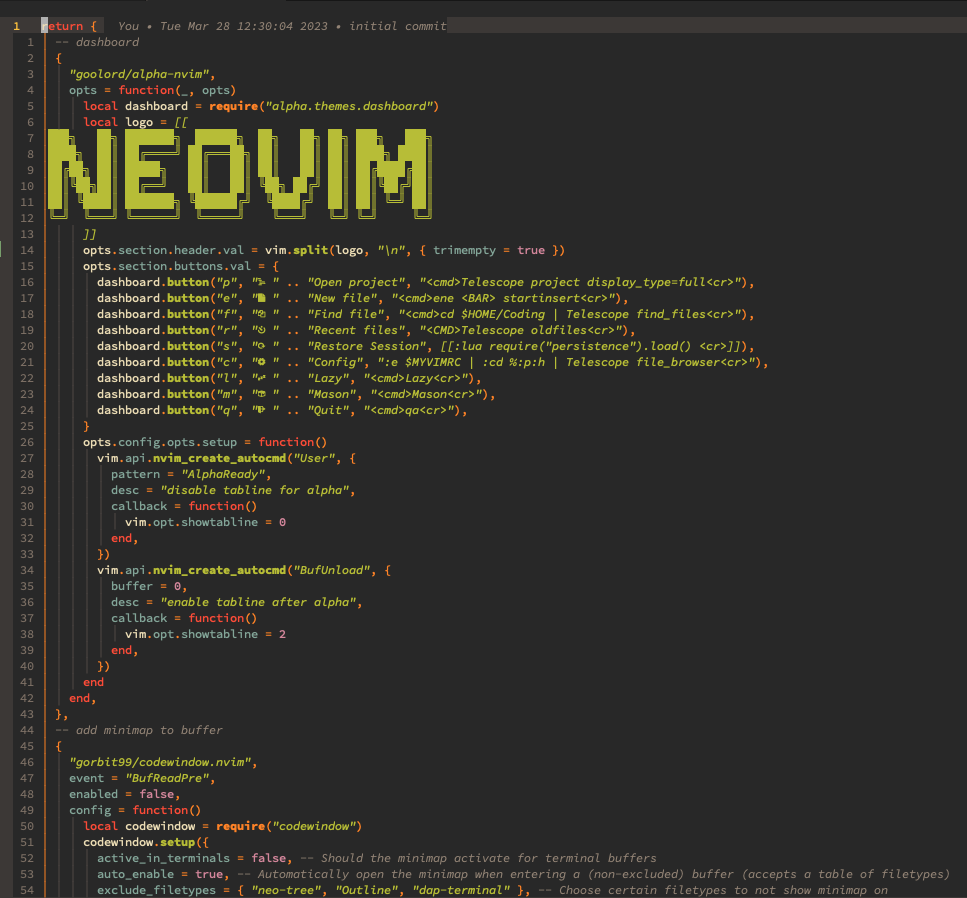 1 return {   You • Tue Mar 28 12:30:04 2023 • initial commit
1 -- dashboard
2 {
3 "goolord/alpha-nvim",
4 opts = function(_, opts)
5 local dashboard = require("alpha.themes.dashboard")
6 local logo = [[
7
8
9 NEOVIM
10
11
12
13 ]]
14 opts.section.header.val = vim.split(logo, "\n", { trimempty = true })
15 opts.section.buttons.val = {
16 dashboard.button("p", " " .. "Open project", "<cmd>Telescope project display_type=full<cr>"),
17 dashboard.button("e", " " .. "New file", "<cmd>ene <BAR> startinsert<cr>"),
18 dashboard.button("f", " " .. "Find file", "<cmd>cd $HOME/Coding | Telescope find_files<cr>"),
19 dashboard.button("r", " " .. "Recent files", "<CMD>Telescope oldfiles<cr>"),
20 dashboard.button("s", " " .. "Restore Session", [[:lua require("persistence").load() <cr>]]),
21 dashboard.button("c", " " .. "Config", ":e $MYVIMRC | :cd %:p:h | Telescope file_browser<cr>"),
22 dashboard.button("l", " " .. "Lazy", "<cmd>Lazy<cr>"),
23 dashboard.button("m", " " .. "Mason", "<cmd>Mason<cr>"),
24 dashboard.button("q", " " .. "Quit", "<cmd>qa<cr>"),
25 }
26 opts.config.opts.setup = function()
27 vim.api.nvim_create_autocmd("User", {
28 pattern = "AlphaReady",
29 desc = "disable tabline for alpha",
30 callback = function()
31 vim.opt.showtabline = 0
32 end,
33 })
34 vim.api.nvim_create_autocmd("BufUnload", {
35 buffer = 0,
36 desc = "enable tabline after alpha",
37 callback = function()
38 vim.opt.showtabline = 2
39 end,
40 })
41 end
42 end,
43 },
44 -- add minimap to buffer
45 {
46 "gorbit99/codewindow.nvim",
47 event = "BufReadPre",
48 enabled = false,
49 config = function()
50 local codewindow = require("codewindow")
51 codewindow.setup({
52 active_in_terminals = false, -- Should the minimap activate for terminal buffers
53 auto_enable = true, -- Automatically open the minimap when entering a (non-excluded) buffer (accepts a table of filetypes)
54 exclude_filetypes = { "neo-tree", "Outline", "dap-terminal" }, -- Choose certain filetypes to not show minimap on